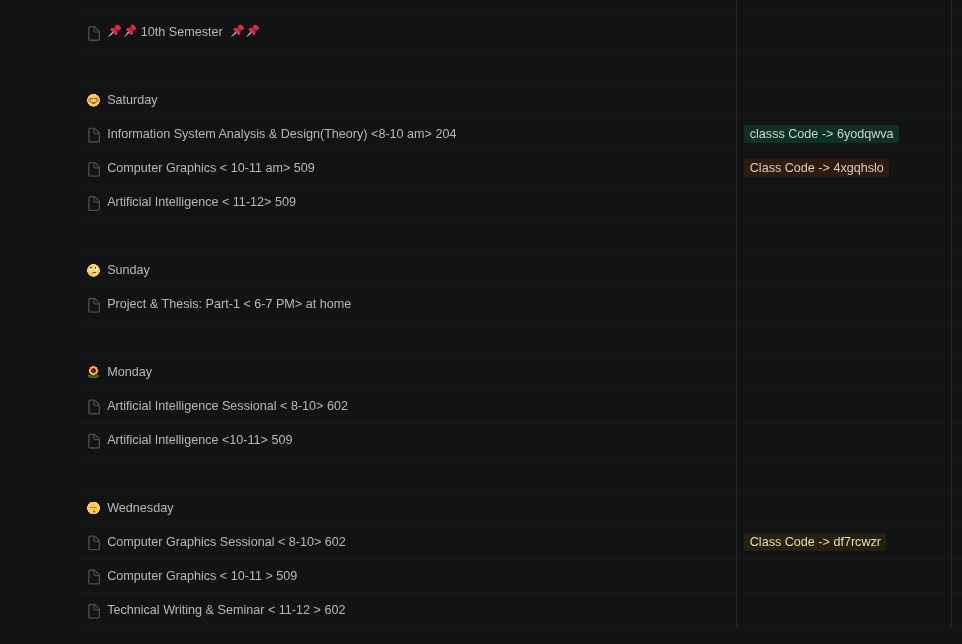 📌📌 10th Semester 📌📌
Saturday
Information System Analysis & Design(Theory) <8-10 am> 204
classs Code -> 6yodqwva
Computer Graphics < 10-11 am> 509
Class Code -> 4xgqhslo
Artificial Intelligence < 11-12> 509
Sunday
Project & Thesis: Part-1 < 6-7 PM> at home
Monday
Artificial Intelligence Sessional < 8-10> 602
Artificial Intelligence <10-11> 509
Wednesday
Computer Graphics Sessional < 8-10> 602
Class Code -> df7rcwzr
Computer Graphics < 10-11 > 509
Technical Writing & Seminar < 11-12 > 602